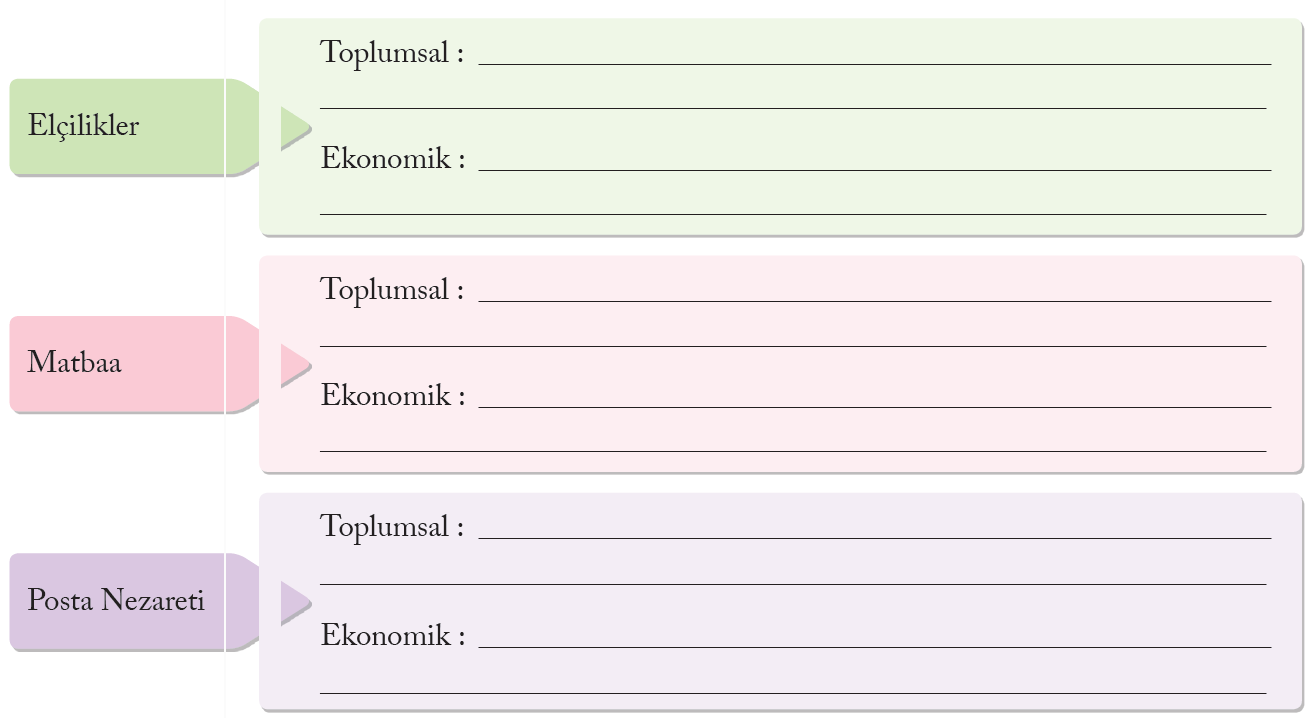 Toplumsal :
Elçilikler
Ekonomik :
Toplumsal :
Matbaa
Ekonomik :
Toplumsal :
Posta Nezareti
Ekonomik :